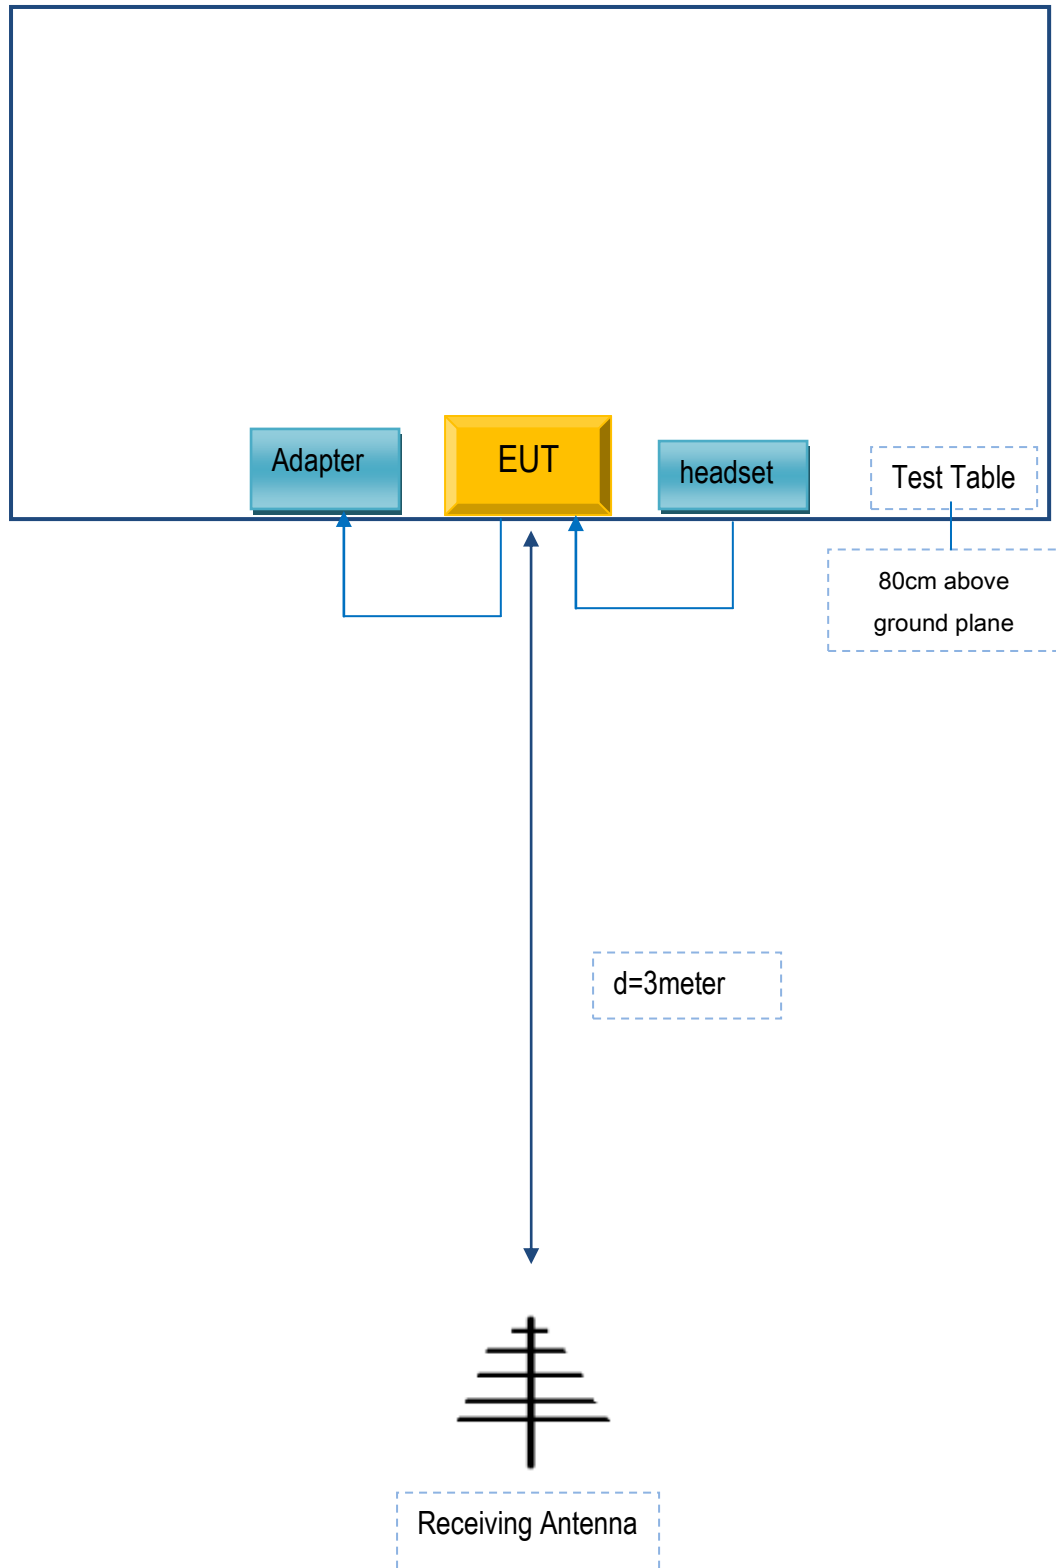 Adapter
EUT
headset
Test Table
80cm above
ground plane
d=3meter
Receiving Antenna